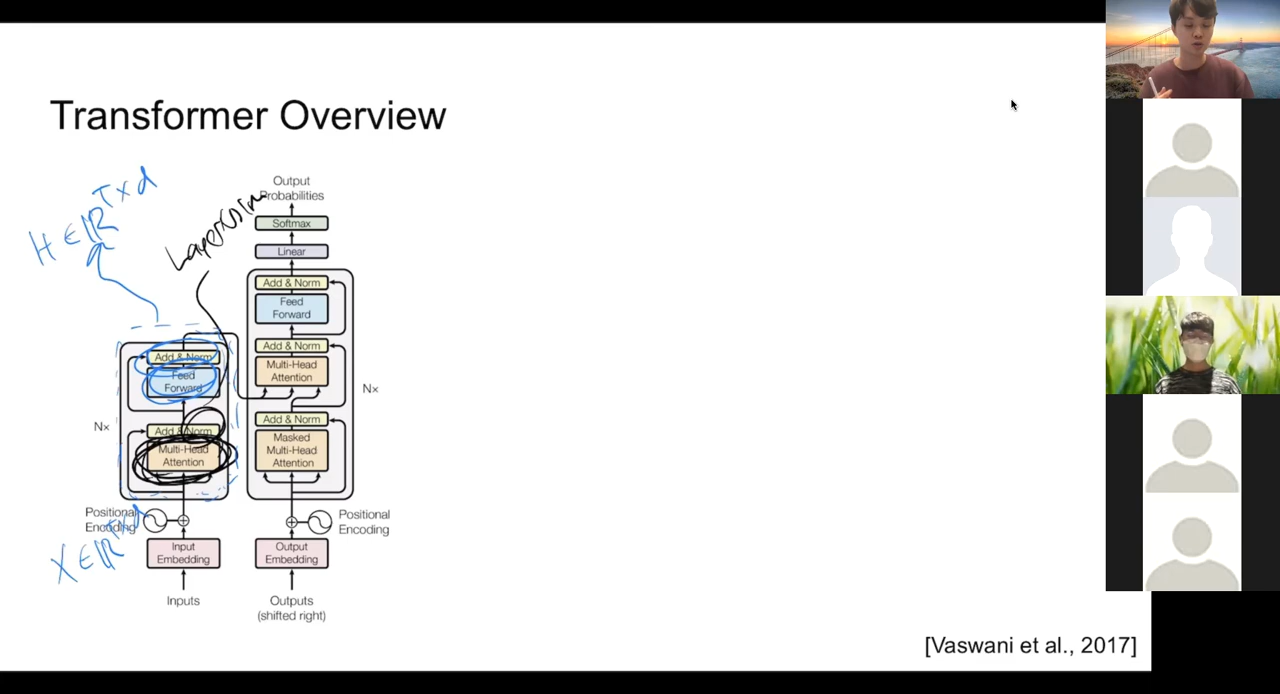 Transformer Overview
H ∈ ℝ^{T×d}
LayerNorm
Output
Probabilities
Softmax
Linear
Add & Norm
Feed
Forward
Add & Norm
Multi-Head
Attention
Nx
Add & Norm
Masked
Multi-Head
Attention
Add & Norm
Feed
Forward
Nx
Add & Norm
Multi-Head
Attention
Positional
Encoding
Positional
Encoding
X ∈ ℝ^{T×d}
Input
Embedding
Output
Embedding
Inputs
Outputs
(shifted right)
[Vaswani et al., 2017]